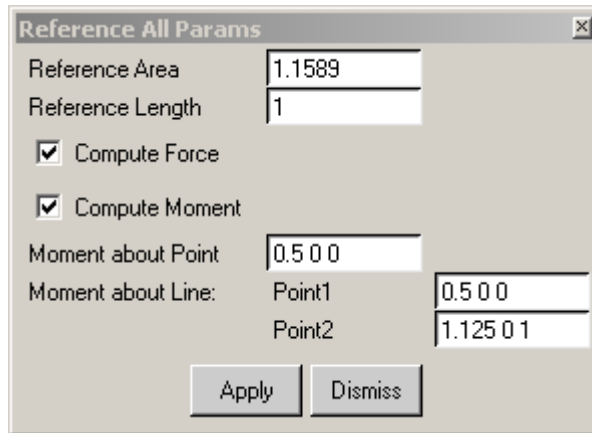 Reference All Params
Reference Area 1.1589
Reference Length 1
Compute Force
Compute Moment
Moment about Point 0.5 0 0
Moment about Line: Point1 0.5 0 0
Point2 1.125 0 1
Apply Dismiss